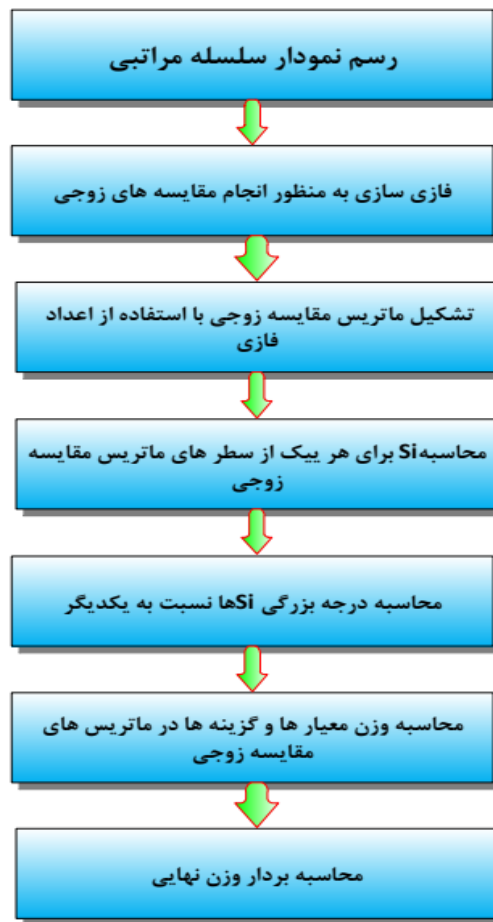 رسم نمودار سلسله مراتبی
فازی سازی به منظور انجام مقایسه های زوجی
تشکیل ماتریس مقایسه زوجی با استفاده از اعداد
فازی
محاسبهSi برای هر ییک از سطر های ماتریس مقایسه
زوجی
محاسبه درجه بزرگی Siها نسبت به یکدیگر
محاسبه وزن معیار ها و گزینه ها در ماتریس های
مقایسه زوجی
محاسبه بردار وزن نهایی